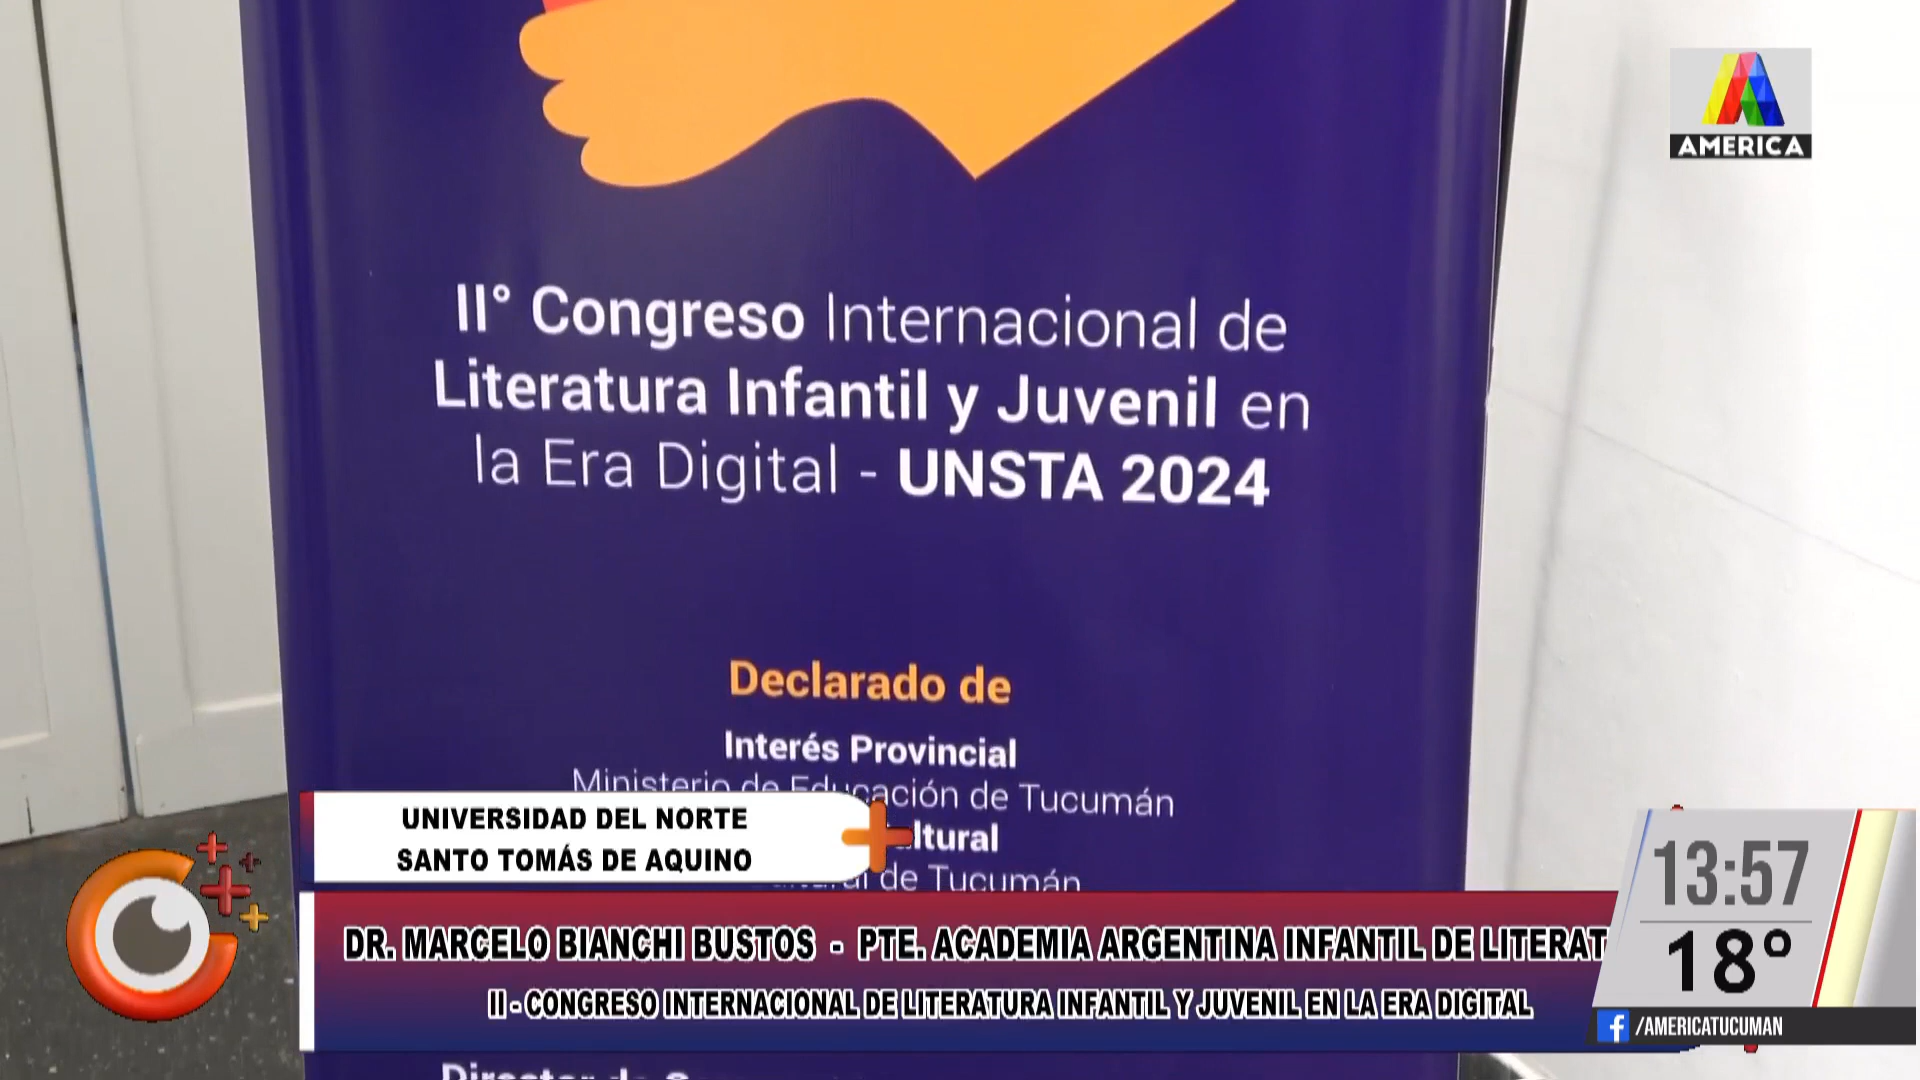 AMERICA
II° Congreso Internacional de
Literatura Infantil y Juvenil en
la Era Digital - UNSTA 2024
Declarado de
Interés Provincial
Ministerio de Educación de Tucumán
de Tucumán
UNIVERSIDAD DEL NORTE
SANTO TOMÁS DE AQUINO
DR. MARCELO BIANCHI BUSTOS - PTE. ACADEMIA ARGENTINA INFANTIL DE LITERAT
II - CONGRESO INTERNACIONAL DE LITERATURA INFANTIL Y JUVENIL EN LA ERA DIGITAL
13:57
18°
/AMERICATUCUMAN